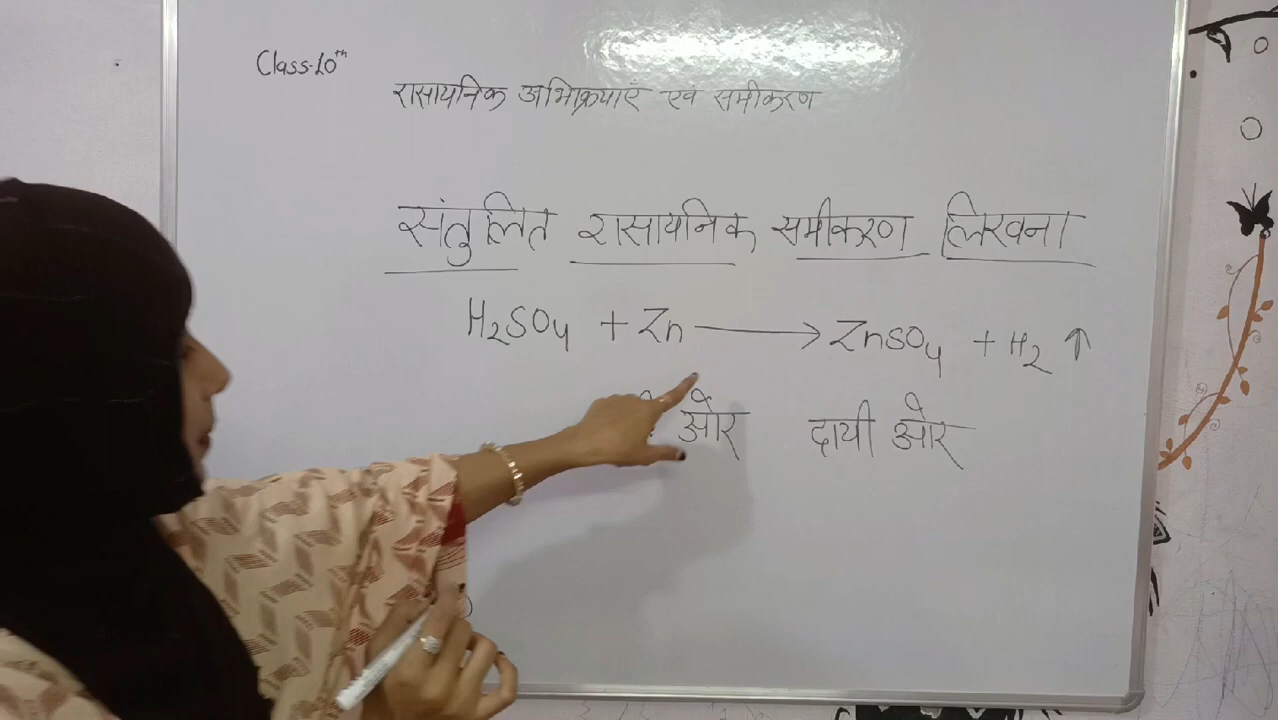 Class-10th
रासायनिक अभिक्रियाएं एवं समीकरण
संतुलित रासायनिक समीकरण लिखना
H₂SO₄ + Zn ⟶ ZnSO₄ + H₂ ↑
ओर दायी ओर